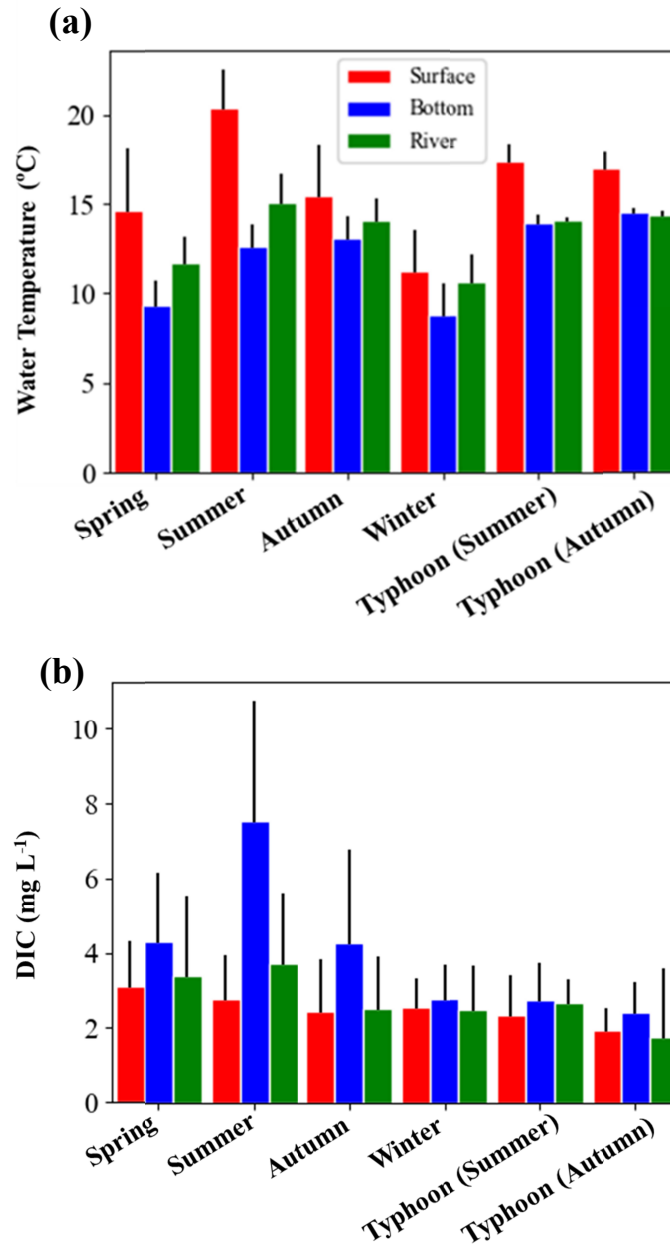 (a)
Water Temperature (ºC)
20
15
10
5
0
Surface
Bottom
River
Spring
Summer
Autumn
Winter
Typhoon (Summer)
Typhoon (Autumn)
(b)
DIC (mg L⁻¹)
10
8
6
4
2
0
Spring
Summer
Autumn
Winter
Typhoon (Summer)
Typhoon (Autumn)